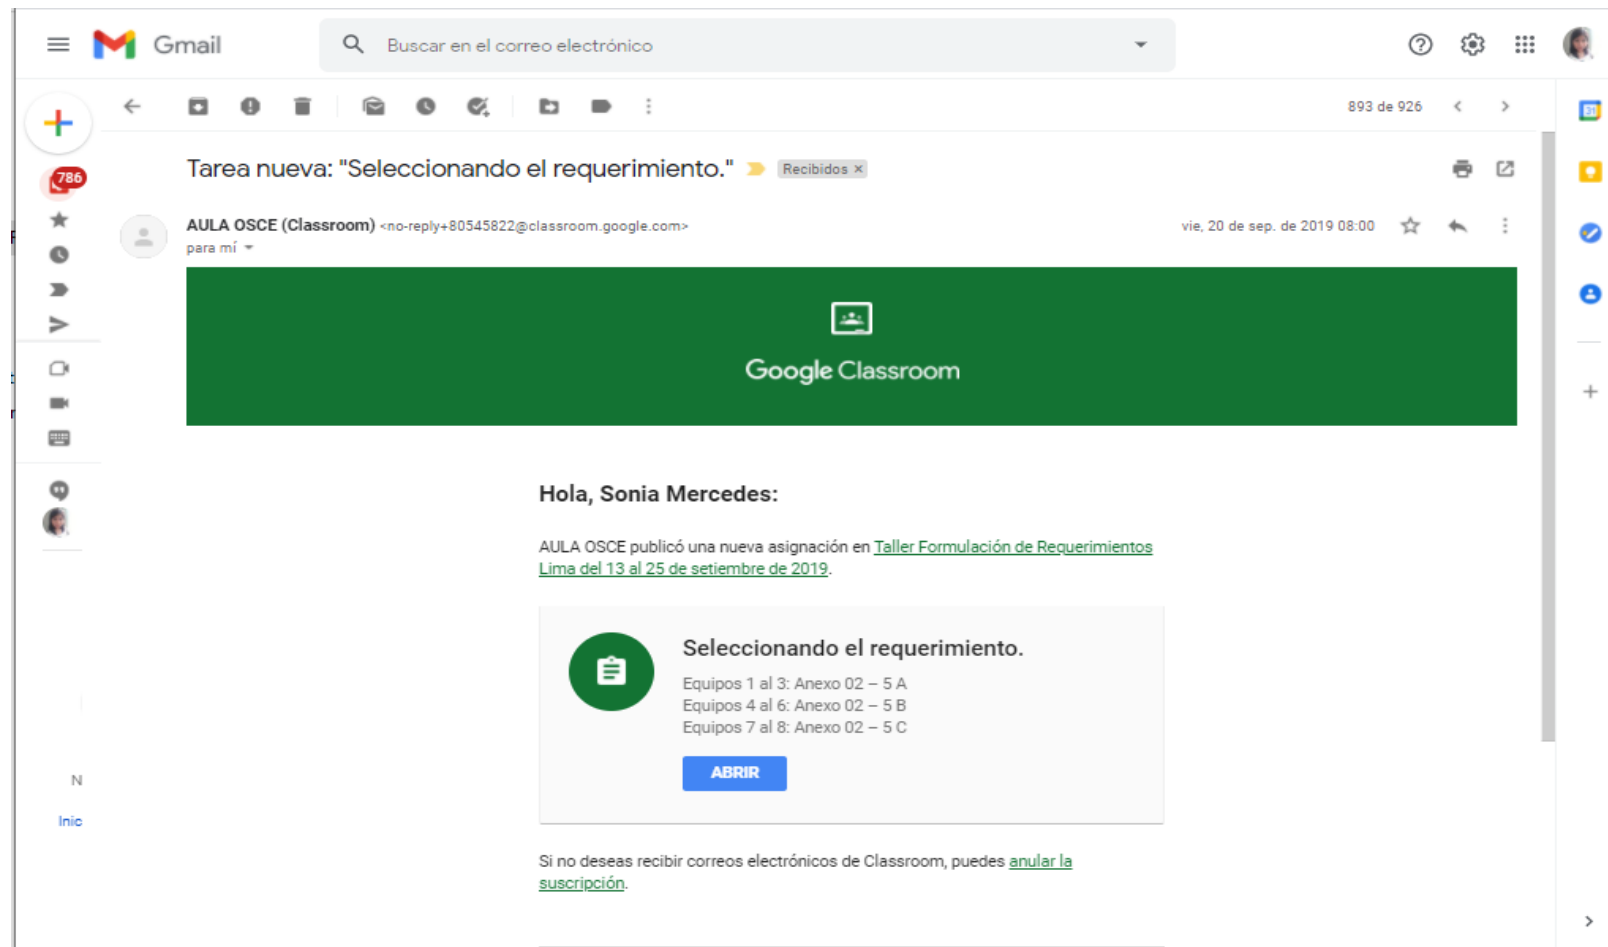 Gmail
Buscar en el correo electrónico
893 de 926
31
786
Tarea nueva: "Seleccionando el requerimiento." Recibidos ×
AULA OSCE (Classroom) <no-reply+80545822@classroom.google.com>
vie, 20 de sep. de 2019 08:00
para mí
Google Classroom
Hola, Sonia Mercedes:
AULA OSCE publicó una nueva asignación en Taller Formulación de Requerimientos
Lima del 13 al 25 de setiembre de 2019.
Seleccionando el requerimiento.
Equipos 1 al 3: Anexo 02 – 5 A
Equipos 4 al 6: Anexo 02 – 5 B
Equipos 7 al 8: Anexo 02 – 5 C
ABRIR
N
Inic
Si no deseas recibir correos electrónicos de Classroom, puedes anular la
suscripción.